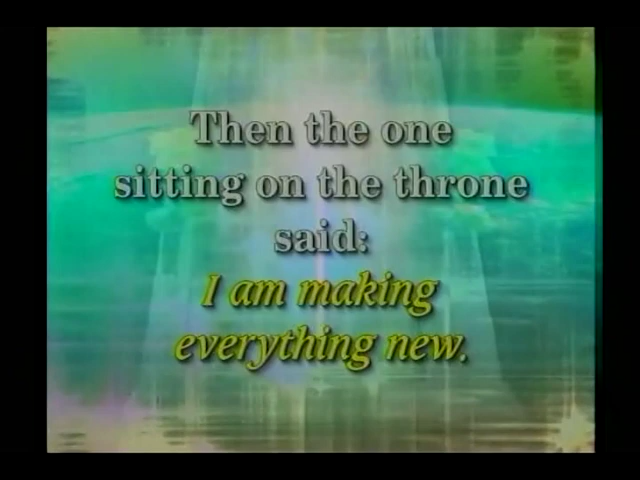 Then the one
sitting on the throne
said:
I am making
everything new.